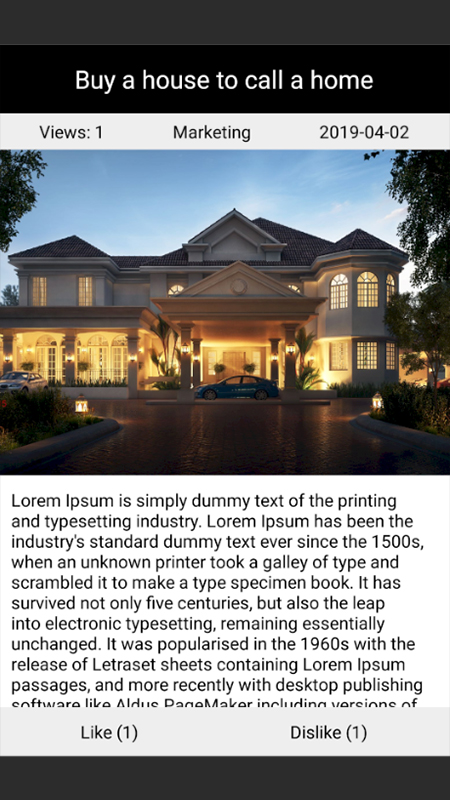 Buy a house to call a home
Views: 1 Marketing 2019-04-02
Lorem Ipsum is simply dummy text of the printing
and typesetting industry. Lorem Ipsum has been the
industry's standard dummy text ever since the 1500s,
when an unknown printer took a galley of type and
scrambled it to make a type specimen book. It has
survived not only five centuries, but also the leap
into electronic typesetting, remaining essentially
unchanged. It was popularised in the 1960s with the
release of Letraset sheets containing Lorem Ipsum
passages, and more recently with desktop publishing
software like Aldus PageMaker including versions of
Like (1) Dislike (1)